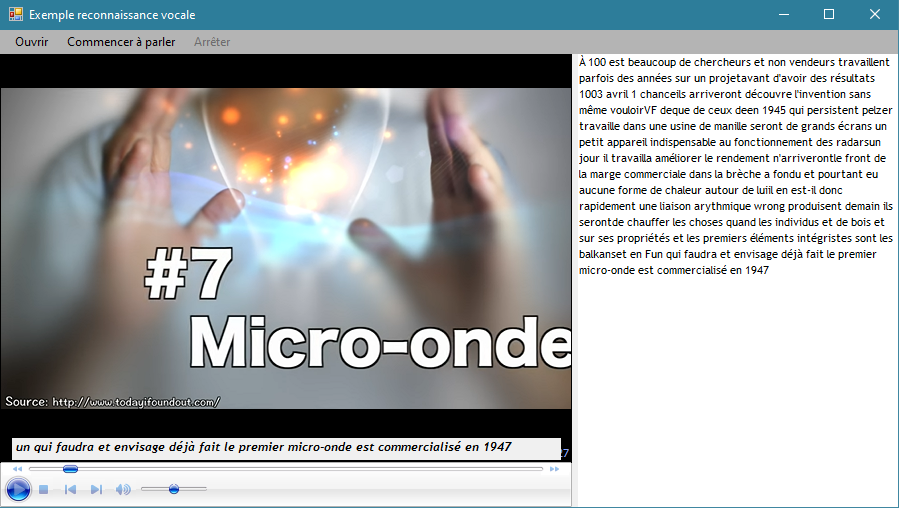 Exemple reconnaissance vocale
Ouvrir Commencer à parler Arrêter
#7
Micro-onde
Source: http://www.todayifoundout.com/
un qui faudra et envisage déjà fait le premier micro-onde est commercialisé en 1947
27
À 100 est beaucoup de chercheurs et non vendeurs travaillent
parfois des années sur un projetavant d'avoir des résultats
1003 avril 1 chanceils arriveront découvre l'invention sans
même vouloirVF deque de ceux deen 1945 qui persistent pelzer
travaille dans une usine de manille seront de grands écrans un
petit appareil indispensable au fonctionnement des radarsun
jour il travailla améliorer le rendement n'arriverontle front de
la marge commerciale dans la brèche a fondu et pourtant eu
aucune forme de chaleur autour de luiil en est-il donc
rapidement une liaison arythmique wrong produisent demain ils
serontde chauffer les choses quand les individus et de bois et
sur ses propriétés et les premiers éléments intégristes sont les
balkanset en Fun qui faudra et envisage déjà fait le premier
micro-onde est commercialisé en 1947